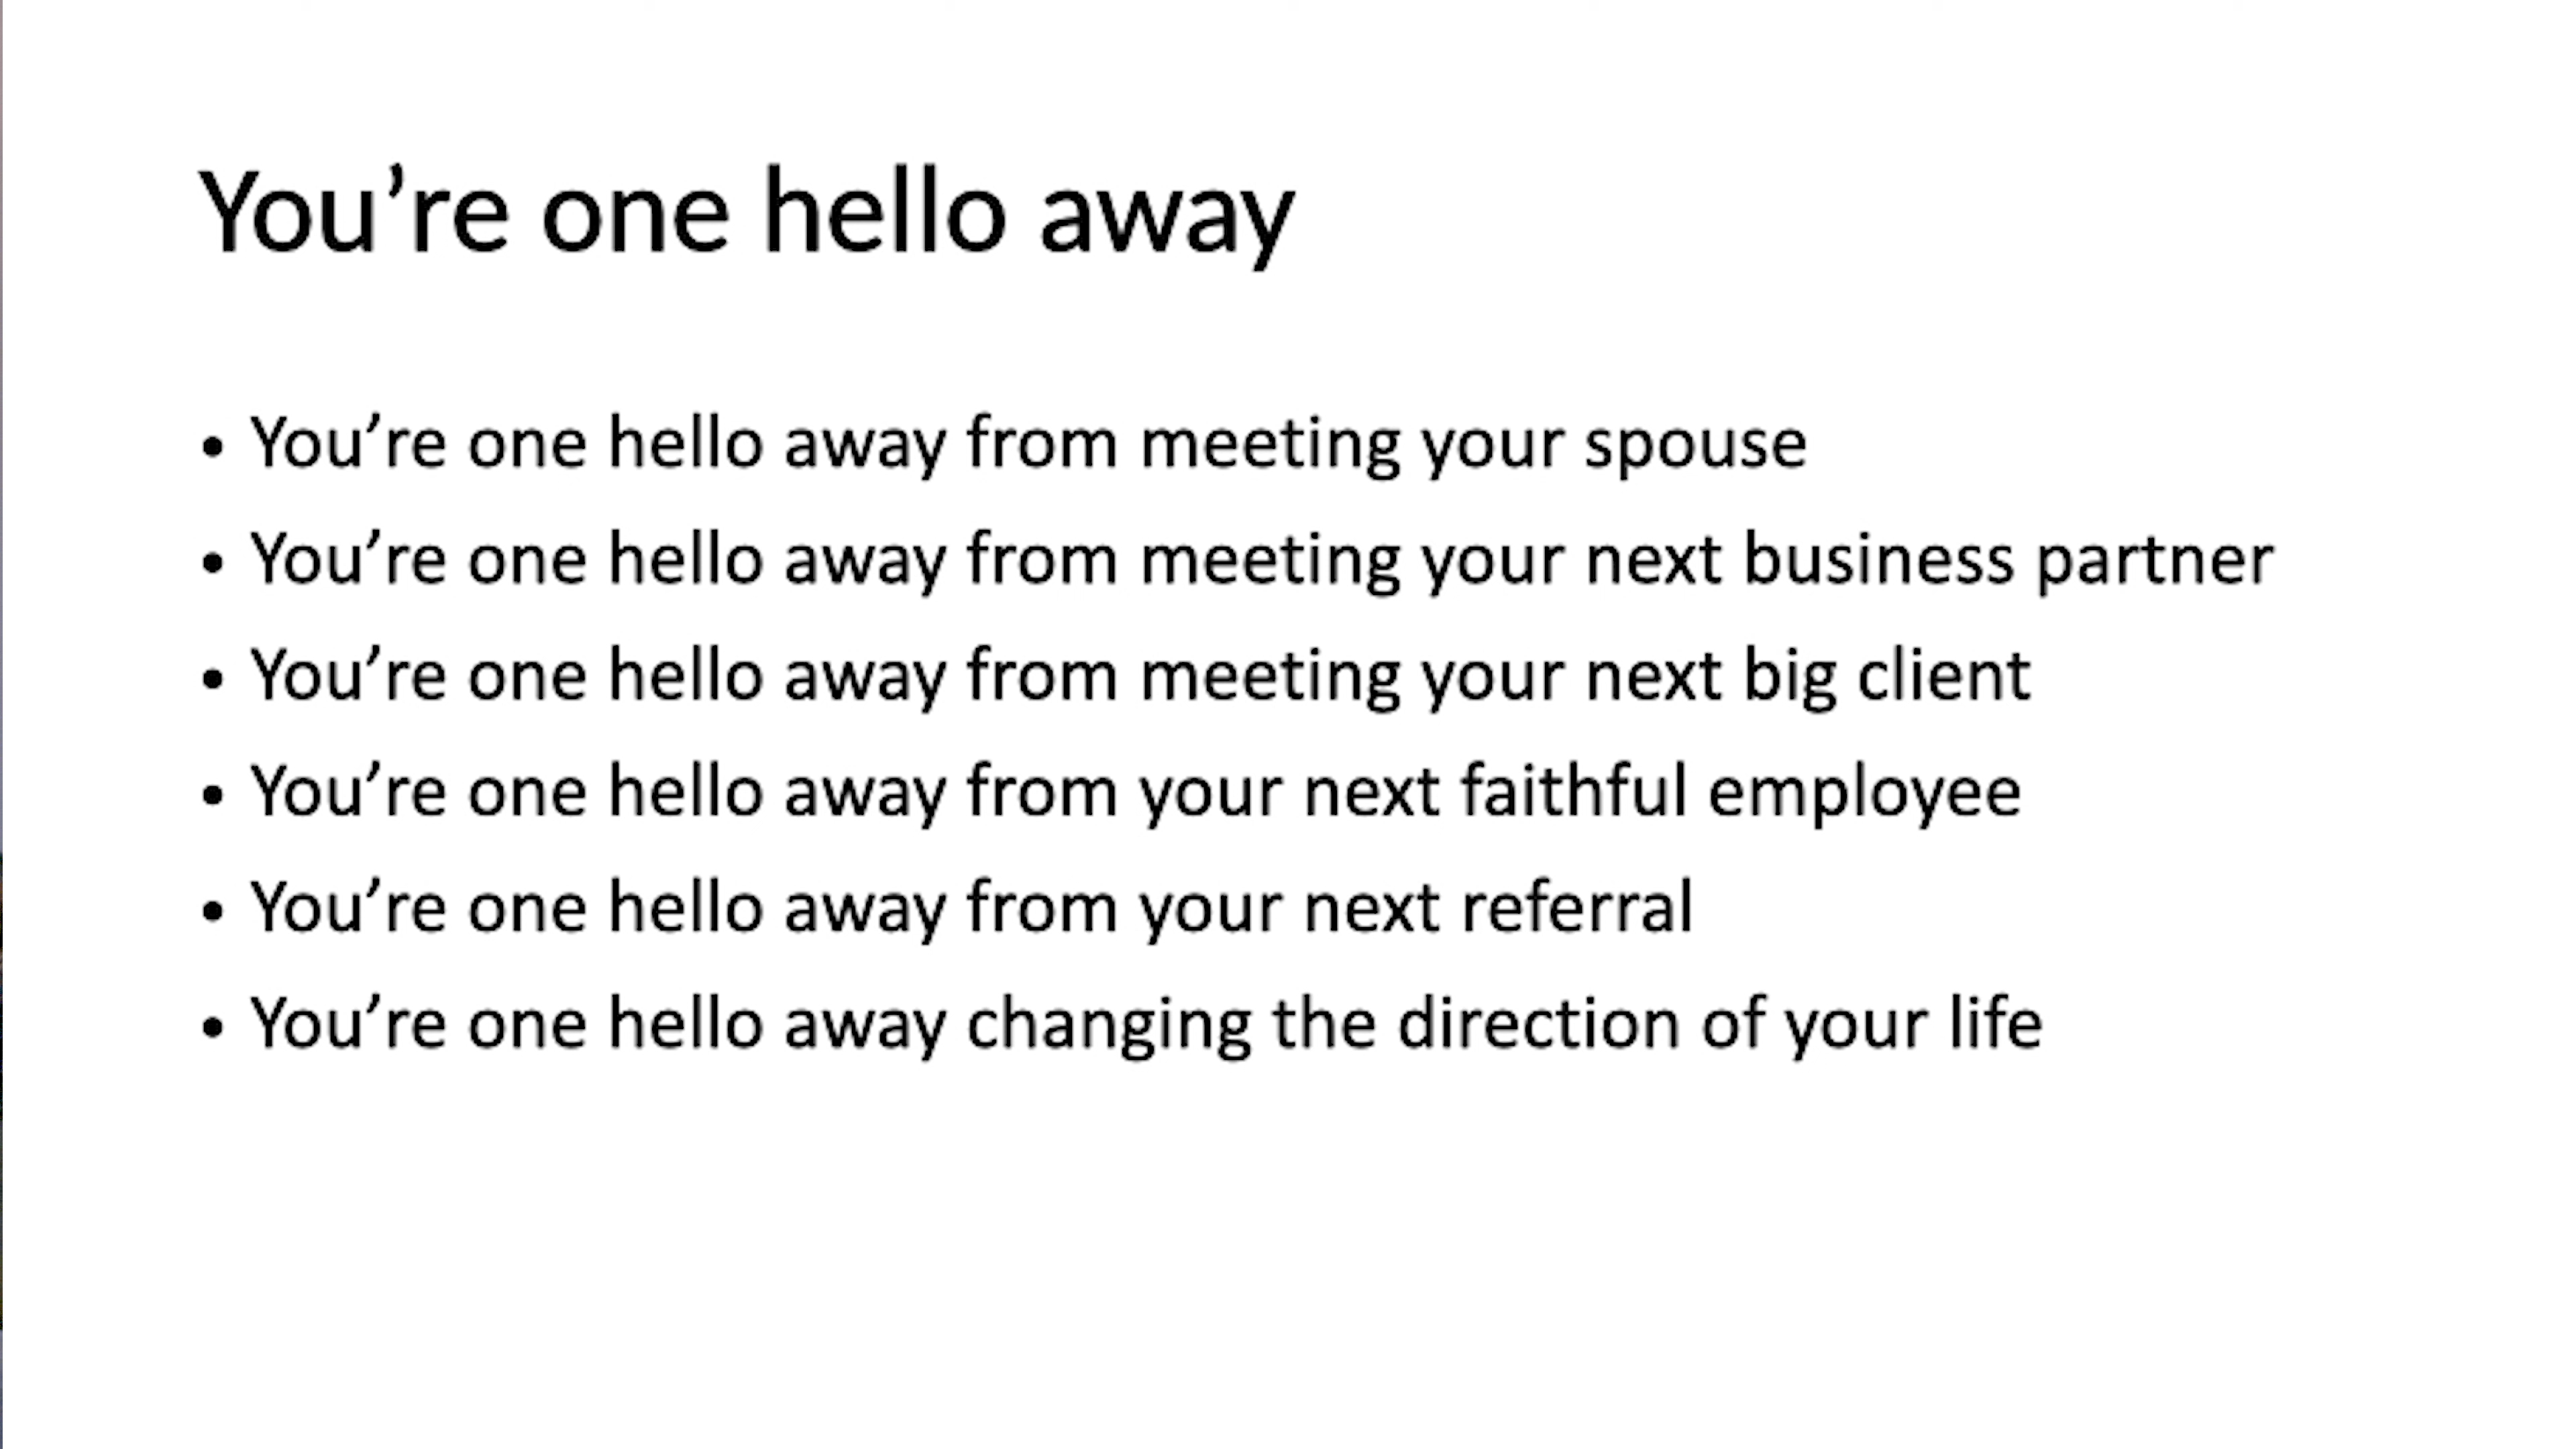 You’re one hello away
• You’re one hello away from meeting your spouse
• You’re one hello away from meeting your next business partner
• You’re one hello away from meeting your next big client
• You’re one hello away from your next faithful employee
• You’re one hello away from your next referral
• You’re one hello away changing the direction of your life